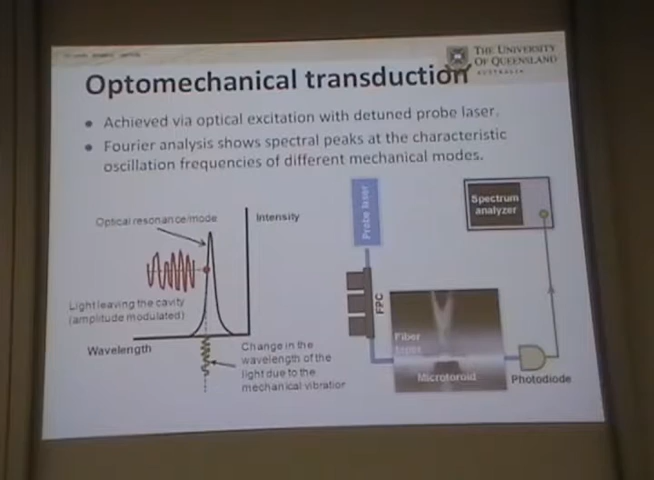 THE UNIVERSITY
OF QUEENSLAND
AUSTRALIA
Optomechanical transduction
• Achieved via optical excitation with detuned probe laser.
• Fourier analysis shows spectral peaks at the characteristic
oscillation frequencies of different mechanical modes.
Optical resonance/mode
Intensity
Light leaving the cavity
(amplitude modulated)
Wavelength
Change in the
wavelength of the
light due to the
mechanical vibration
Probe laser
FPC
Spectrum
analyzer
Fiber
Microtoroid
Photodiode